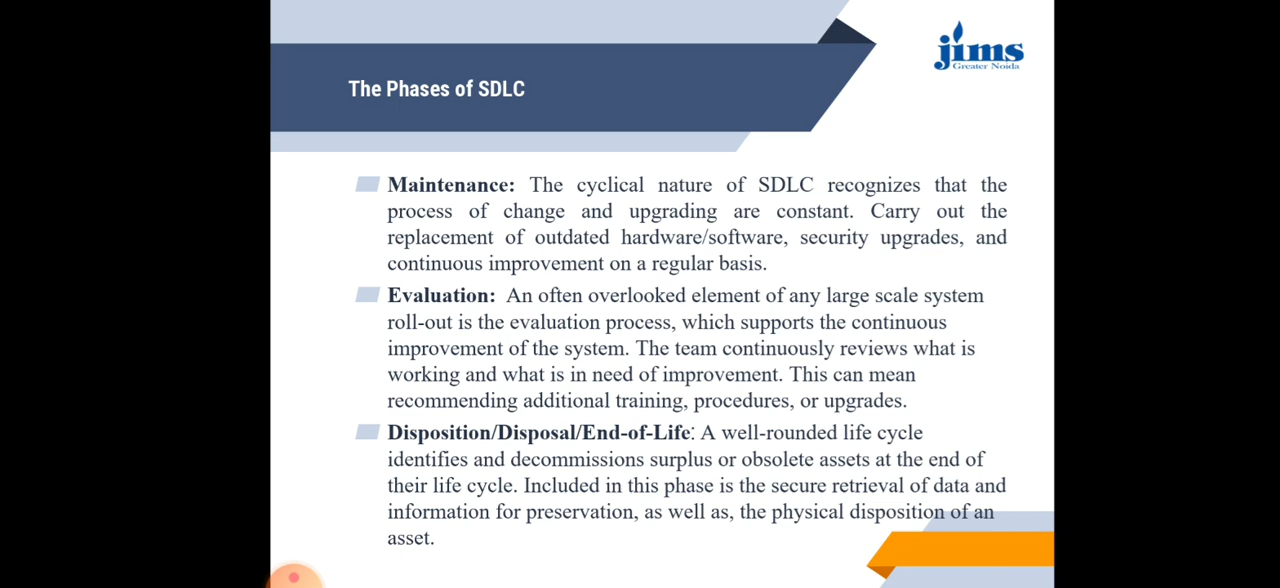 jims
Greater Noida
The Phases of SDLC
Maintenance: The cyclical nature of SDLC recognizes that the
process of change and upgrading are constant. Carry out the
replacement of outdated hardware/software, security upgrades, and
continuous improvement on a regular basis.
Evaluation: An often overlooked element of any large scale system
roll-out is the evaluation process, which supports the continuous
improvement of the system. The team continuously reviews what is
working and what is in need of improvement. This can mean
recommending additional training, procedures, or upgrades.
Disposition/Disposal/End-of-Life: A well-rounded life cycle
identifies and decommissions surplus or obsolete assets at the end of
their life cycle. Included in this phase is the secure retrieval of data and
information for preservation, as well as, the physical disposition of an
asset.